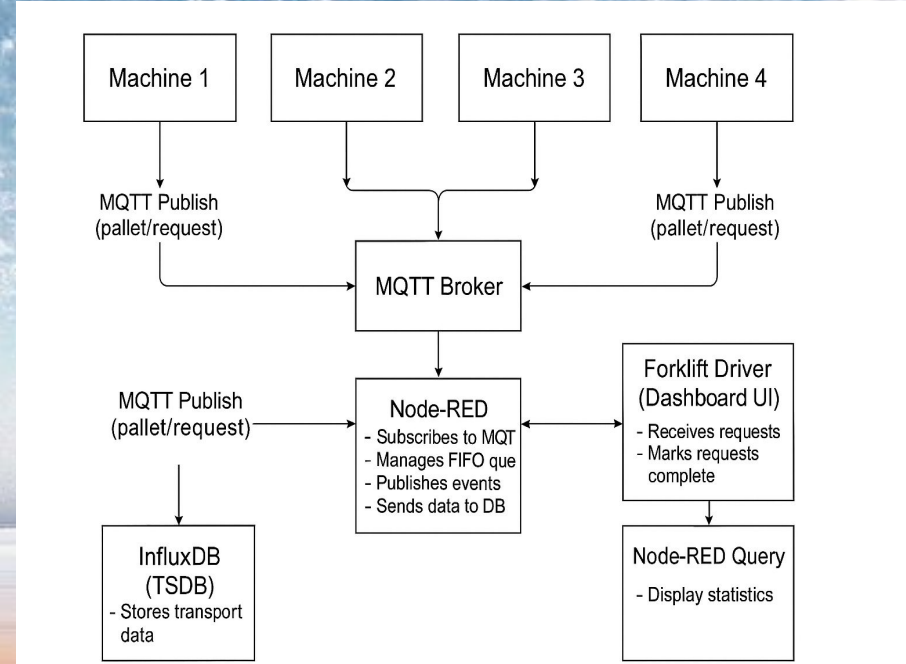 Machine 1
Machine 2
Machine 3
Machine 4
MQTT Publish
(pallet/request)
MQTT Publish
(pallet/request)
MQTT Broker
MQTT Publish
(pallet/request)
Node-RED
- Subscribes to MQT
- Manages FIFO que
- Publishes events
- Sends data to DB
Forklift Driver
(Dashboard UI)
- Receives requests
- Marks requests
complete
InfluxDB
(TSDB)
- Stores transport
data
Node-RED Query
- Display statistics